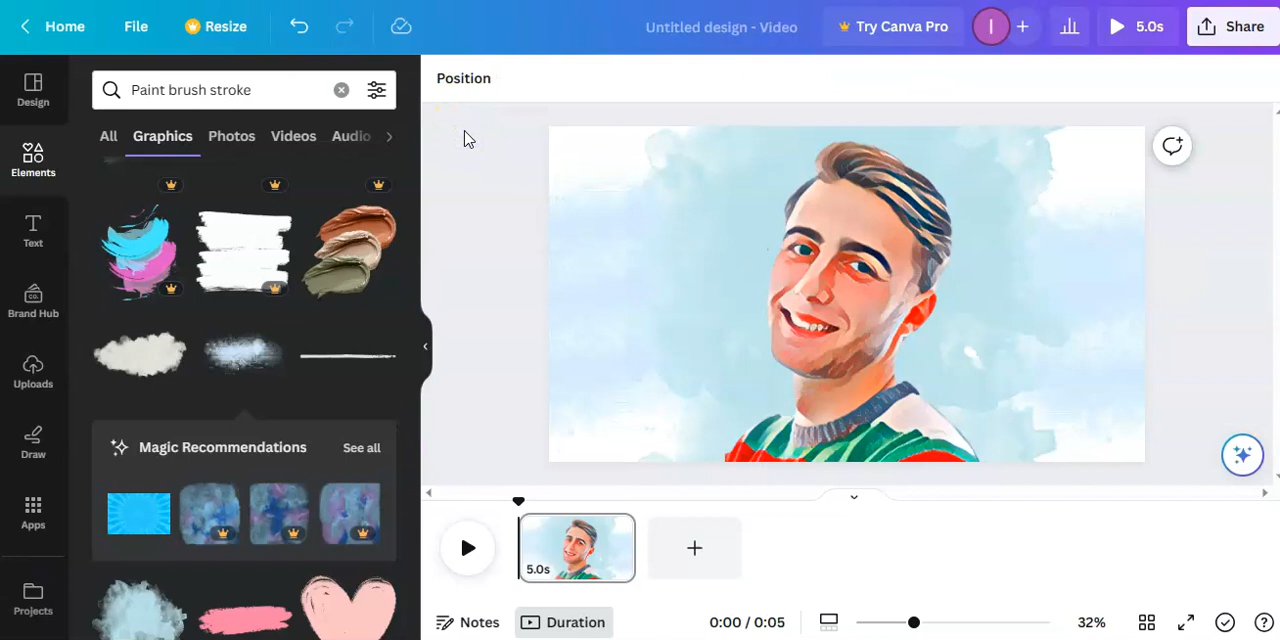 Home File Resize Untitled design - Video Try Canva Pro I + 5.0s Share
Design
Elements
Text
Brand Hub
Uploads
Draw
Apps
Projects
Paint brush stroke
All Graphics Photos Videos Audio
Magic Recommendations See all
Position
5.0s
Notes Duration 0:00 / 0:05 32%